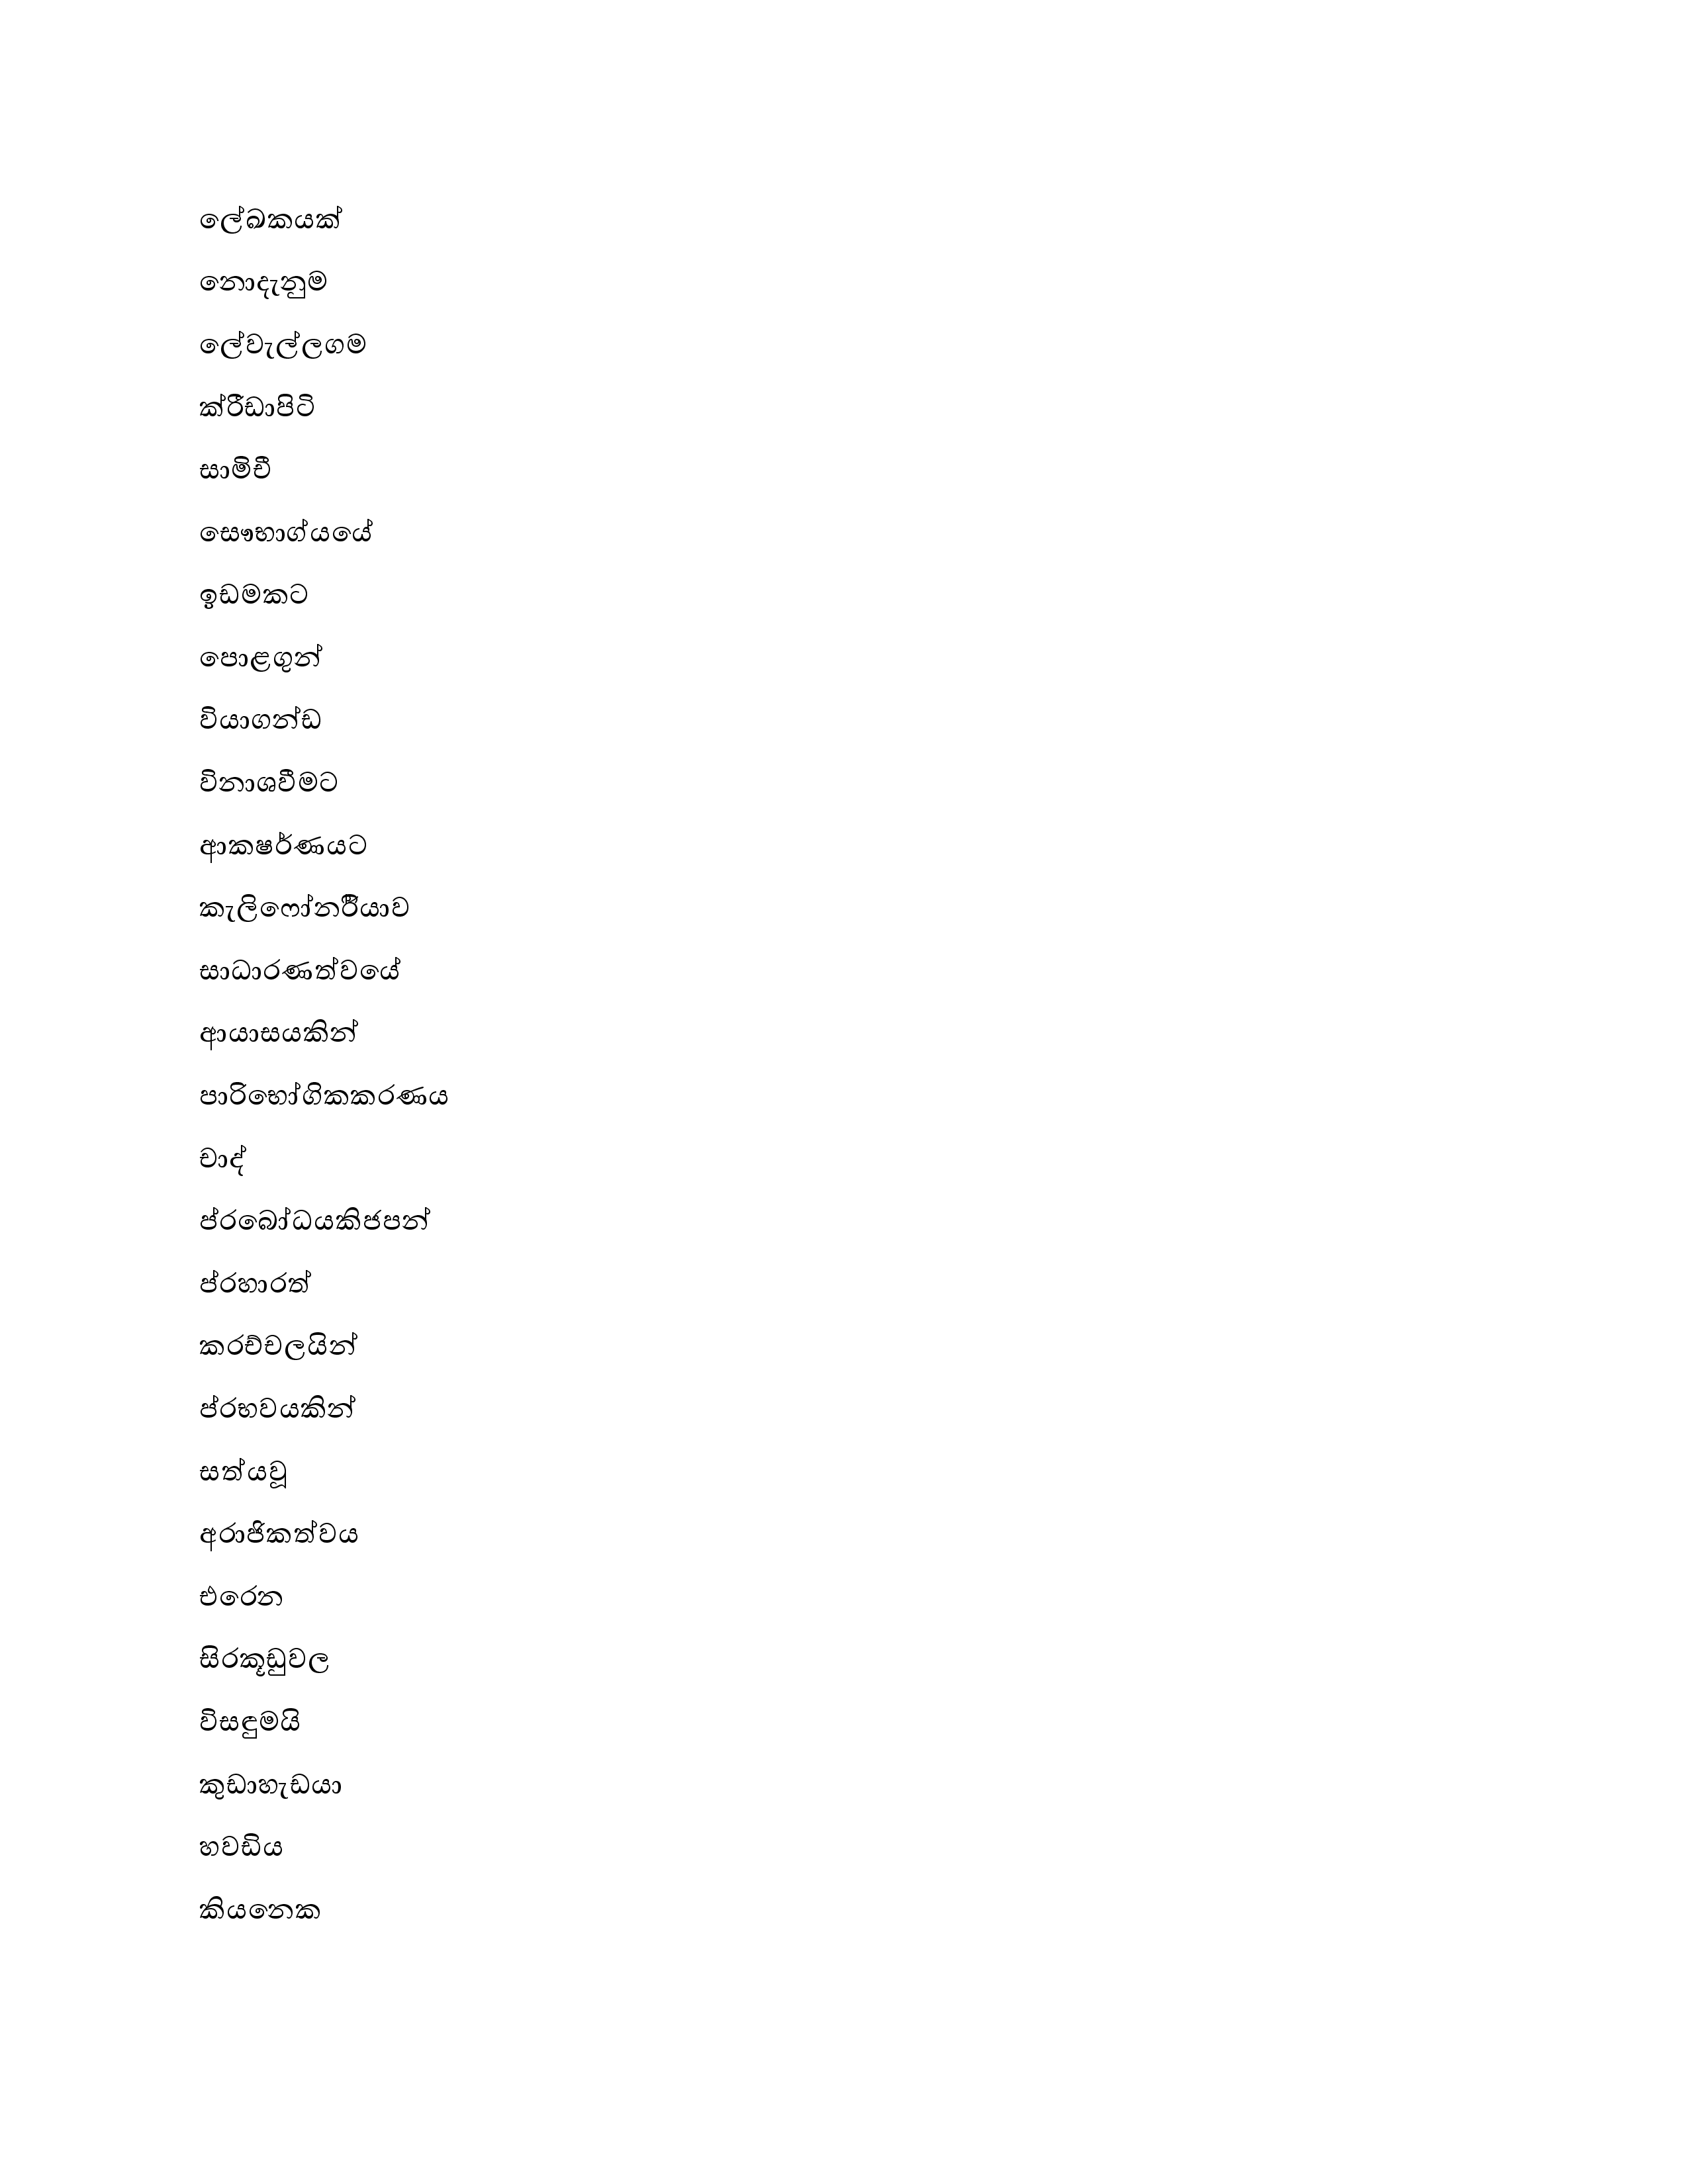 ලේඛකයක්
නොදැනුම
ලේවැල්ලගම
ක්රීඩාපිටි
සාමිචී
සෞභාග්යයේ
ඉඩමකට
පොළගුන්
වියාගන්ඩ
විනාශවීමට
ආකෂර්ණයට
කැලිෆෝනිර්යාව
සාධාරණත්වයේ
ආයාසයකින්
පාරිභෝගිකකරණය
චාද්
ප්රබෝධයකිජපන්
ප්රහාරත්
කරච්චලයින්
ප්රභවයකින්
සත්යවූ
අරාජිකත්වය
එරෙන
සිරකූඩුවල
විසඳුමයි
කුඩාහැඩයා
හවඩිය
කියනෙක